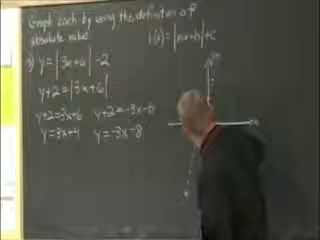 Graph each by using the definition of
absolute value f(x) = |ax+b|+c
y = |3x+6| -2
y+2 = |3x+6|
y+2=3x+6 y+2=-3x-6
y=3x+4 y=-3x-8